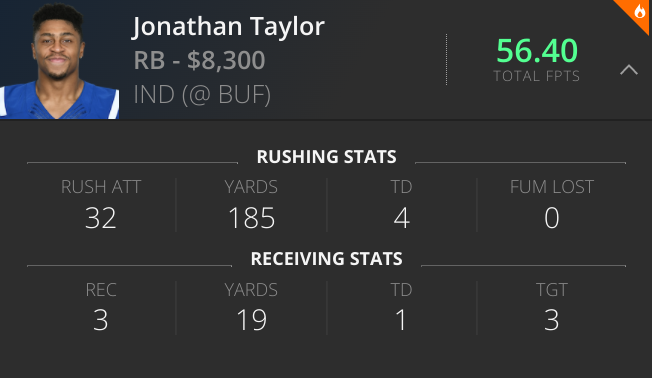 Jonathan Taylor
RB - $8,300
IND (@ BUF)
56.40
TOTAL FPTS
RUSHING STATS
RUSH ATT YARDS TD FUM LOST
32 185 4 0
RECEIVING STATS
REC YARDS TD TGT
3 19 1 3